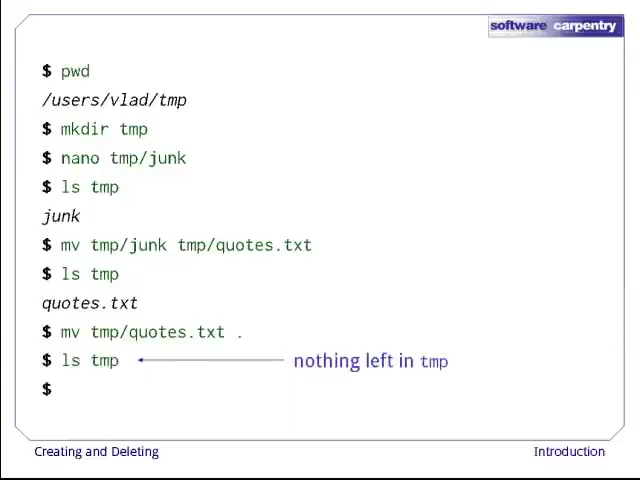 software carpentry
$ pwd
/users/vlad/tmp
$ mkdir tmp
$ nano tmp/junk
$ ls tmp
junk
$ mv tmp/junk tmp/quotes.txt
$ ls tmp
quotes.txt
$ mv tmp/quotes.txt .
$ ls tmp nothing left in tmp
$
Creating and Deleting Introduction